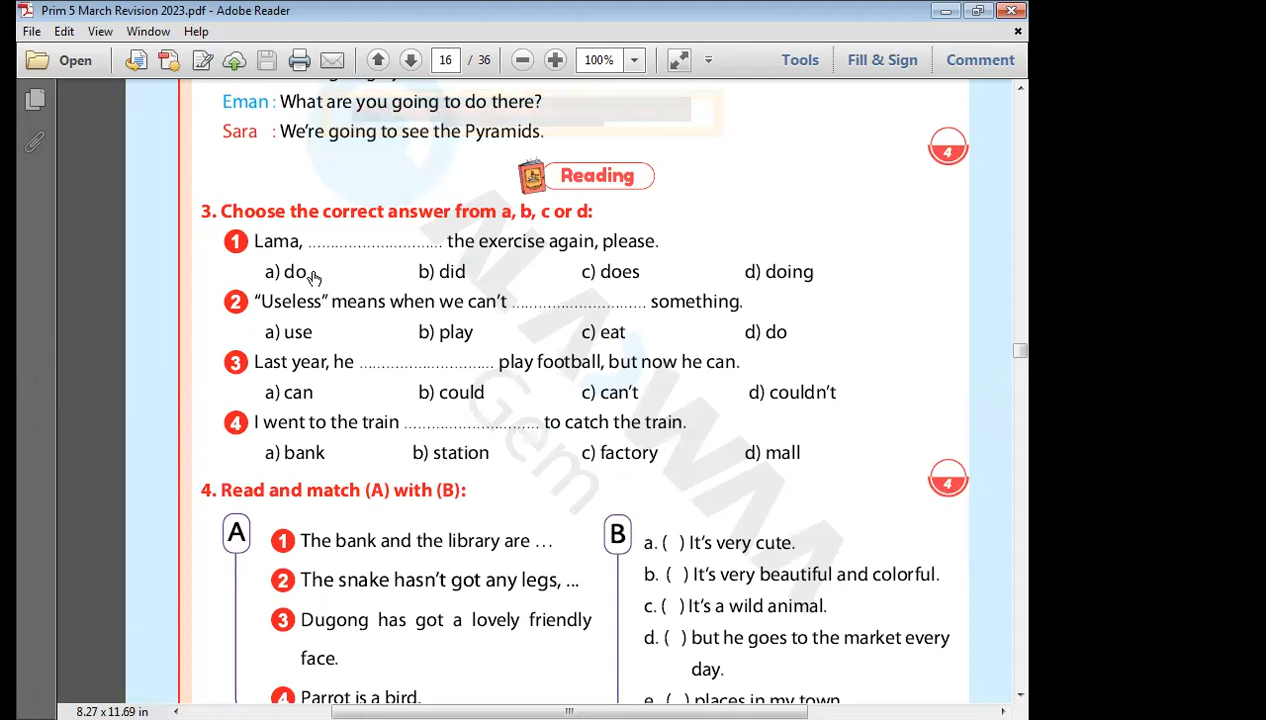 Prim 5 March Revision 2023.pdf - Adobe Reader
File Edit View Window Help
Open 16 / 36 100% Tools Fill & Sign Comment
Eman : What are you going to do there?
Sara : We're going to see the Pyramids.
4
Reading
3. Choose the correct answer from a, b, c or d:
1 Lama, ............................. the exercise again, please.
a) do b) did c) does d) doing
2 “Useless” means when we can't ............................. something.
a) use b) play c) eat d) do
3 Last year, he ............................. play football, but now he can.
a) can b) could c) can't d) couldn't
4 I went to the train ............................. to catch the train.
a) bank b) station c) factory d) mall
4
4. Read and match (A) with (B):
A
1 The bank and the library are ...
2 The snake hasn't got any legs, ...
3 Dugong has got a lovely friendly
face.
4 Parrot is a bird.
B
a. ( ) It's very cute.
b. ( ) It's very beautiful and colorful.
c. ( ) It's a wild animal.
d. ( ) but he goes to the market every
day.
e. ( ) places in my town.
ALAWWA
Gem
8.27 x 11.69 in